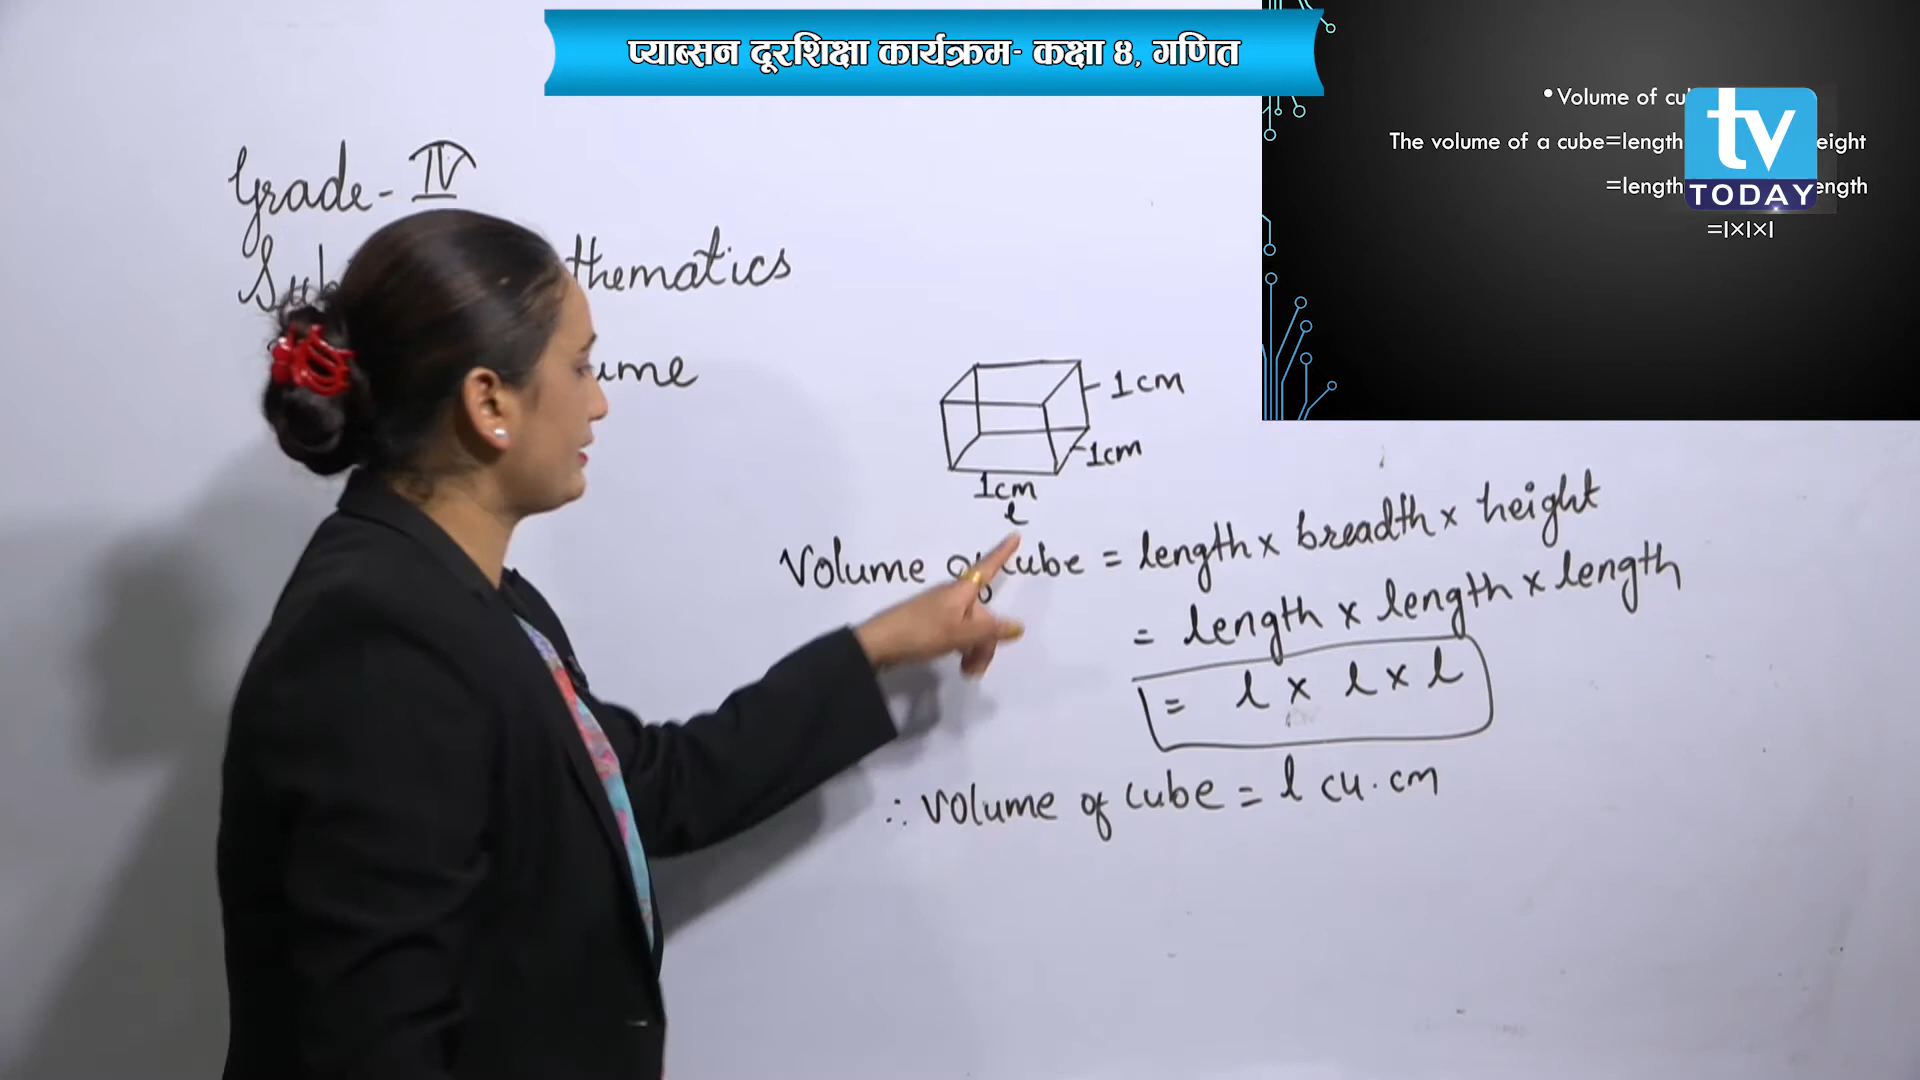 प्याब्सन दूरशिक्षा कार्यक्रम- कक्षा ४, गणित
•Volume of cu
The volume of a cube=length eight
=length ength
=l×l×l
tv
TODAY
Grade - IV
Sub thematics
ume
1cm
1cm
1cm
l
Volume of cube = length x breadth x height
= length x length x length
= l x l x l
∴ Volume of cube = l cu.cm